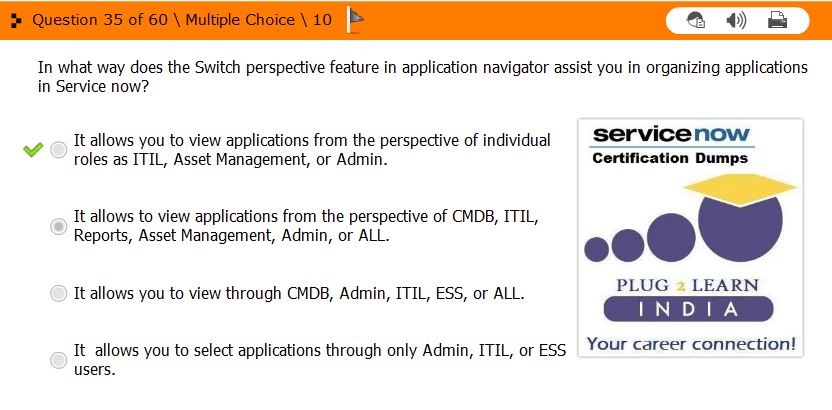 Question 35 of 60 \ Multiple Choice \ 10
In what way does the Switch perspective feature in application navigator assist you in organizing applications
in Service now?
It allows you to view applications from the perspective of individual
roles as ITIL, Asset Management, or Admin.
It allows to view applications from the perspective of CMDB, ITIL,
Reports, Asset Management, Admin, or ALL.
It allows you to view through CMDB, Admin, ITIL, ESS, or ALL.
It  allows you to select applications through only Admin, ITIL, or ESS
users.
servicenow
Certification Dumps
PLUG 2 LEARN
INDIA
Your career connection!